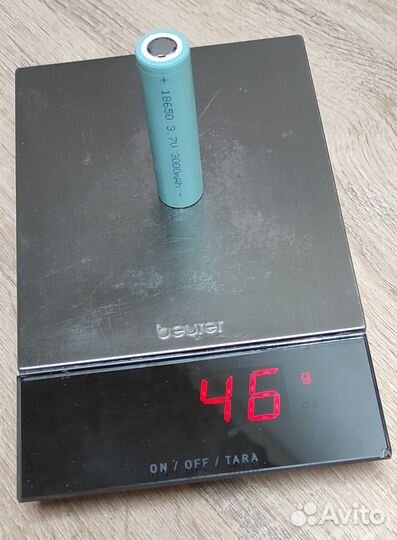 + 18650 3.7V 3000mAh -
beurer
46 g
oz
ON / OFF / TARA
Avito